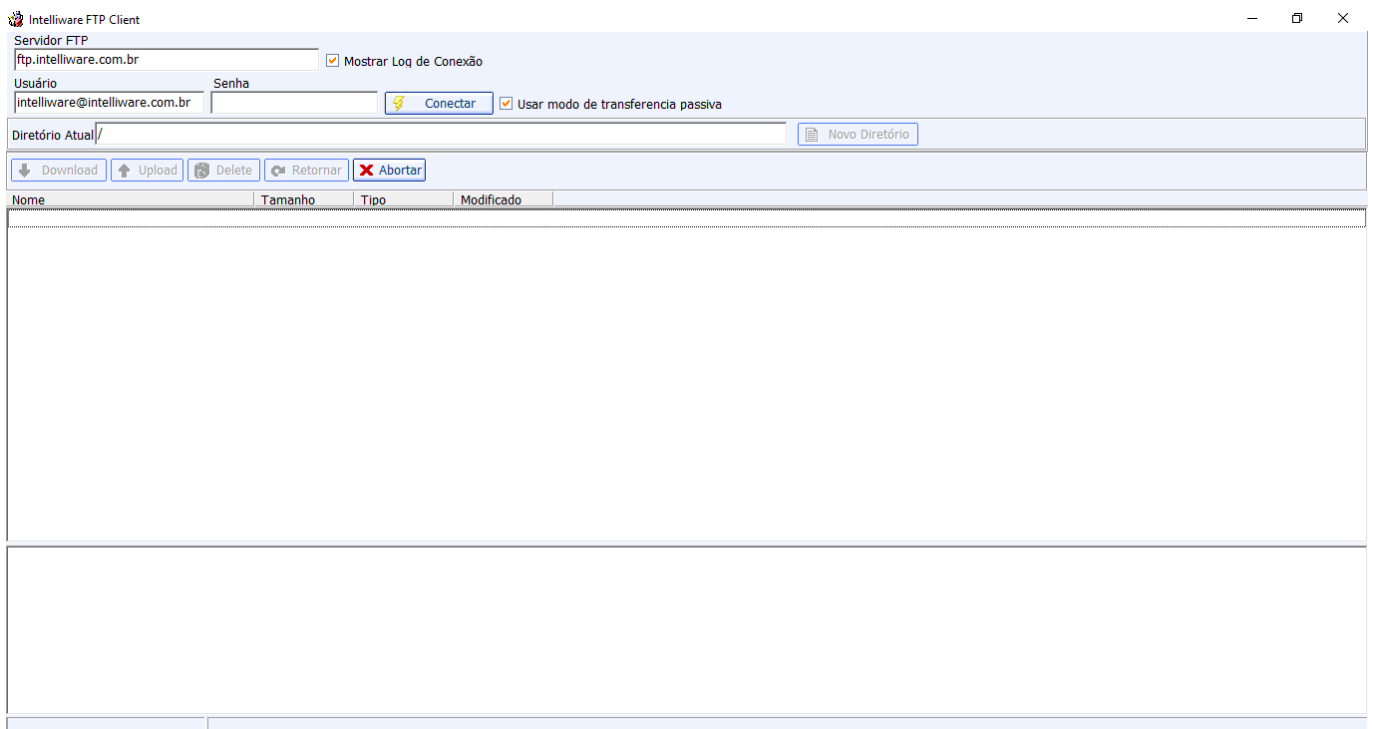 Intelliware FTP Client
Servidor FTP
ftp.intelliware.com.br Mostrar Log de Conexão
Usuário Senha
intelliware@intelliware.com.br Conectar Usar modo de transferencia passiva
Diretório Atual / Novo Diretório
Download Upload Delete Retornar Abortar
Nome Tamanho Tipo Modificado